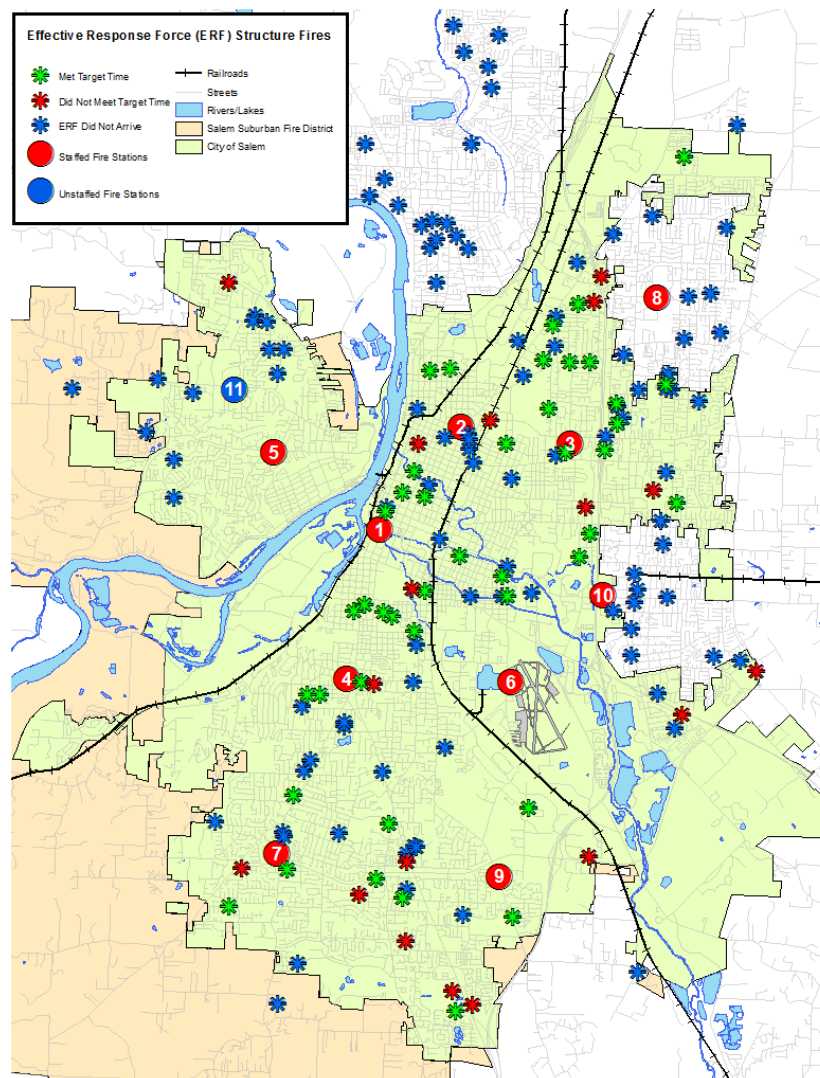 Effective Response Force (ERF) Structure Fires
Met Target Time
Did Not Meet Target Time
ERF Did Not Arrive
Staffed Fire Stations
Unstaffed Fire Stations
Railroads
Streets
Rivers/Lakes
Salem Suburban Fire District
City of Salem
8
11
2
3
5
1
10
4
6
7
9